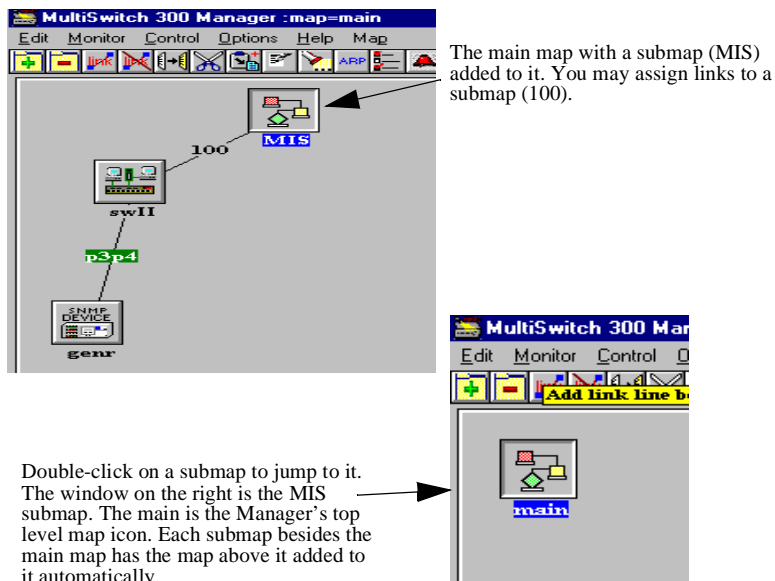 MultiSwitch 300 Manager :map=main
Edit Monitor Control Options Help Map
link link ARP
The main map with a submap (MIS)
added to it. You may assign links to a
submap (100).
MIS
100
swII
p3p4
SNMP
DEVICE
genr
MultiSwitch 300 Mar
Edit Monitor Control O
Add link line b
main
Double-click on a submap to jump to it.
The window on the right is the MIS
submap. The main is the Manager's top
level map icon. Each submap besides the
main map has the map above it added to
it automatically